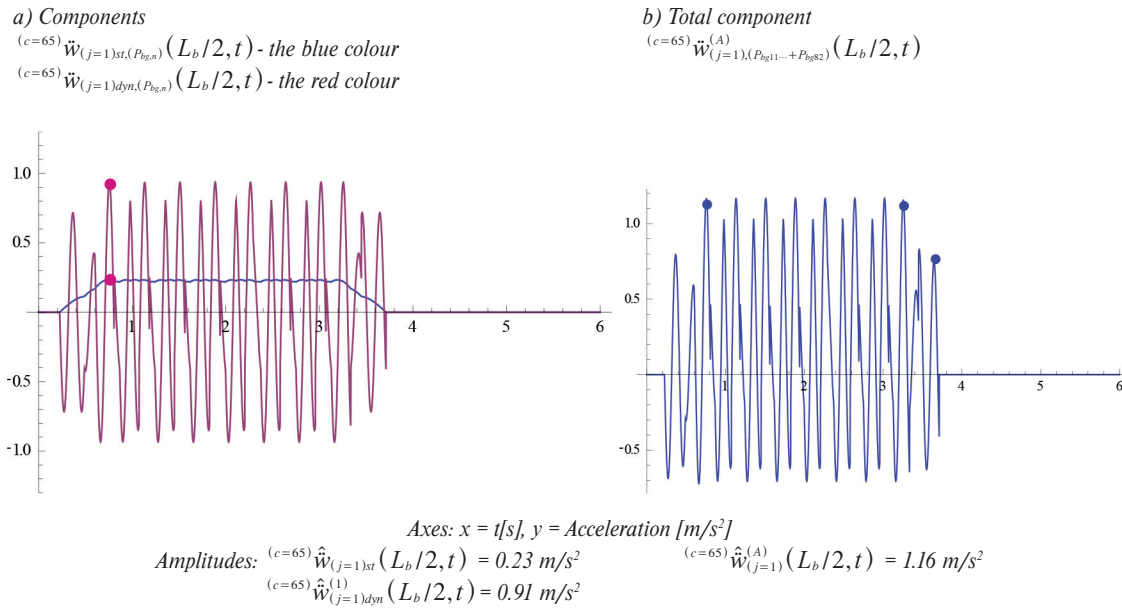 a) Components
(c=65) ẅ(j=1)st,(Pbg,n) (Lb/2,t) - the blue colour
(c=65) ẅ(j=1)dyn,(Pbg,n) (Lb/2,t) - the red colour
b) Total component
(c=65) ẅ(A)(j=1),(Pbg11...+Pbg82) (Lb/2,t)
1.0
0.5
-0.5
-1.0
1 2 3 4 5 6
1.0
0.5
-0.5
1 2 3 4 5 6
Axes: x = t[s], y = Acceleration [m/s²]
Amplitudes: (c=65) ẅ̂(j=1)st (Lb/2,t) = 0.23 m/s²
(c=65) ẅ̂(1)(j=1)dyn (Lb/2,t) = 0.91 m/s²
(c=65) ẅ̂(A)(j=1) (Lb/2,t) = 1.16 m/s²